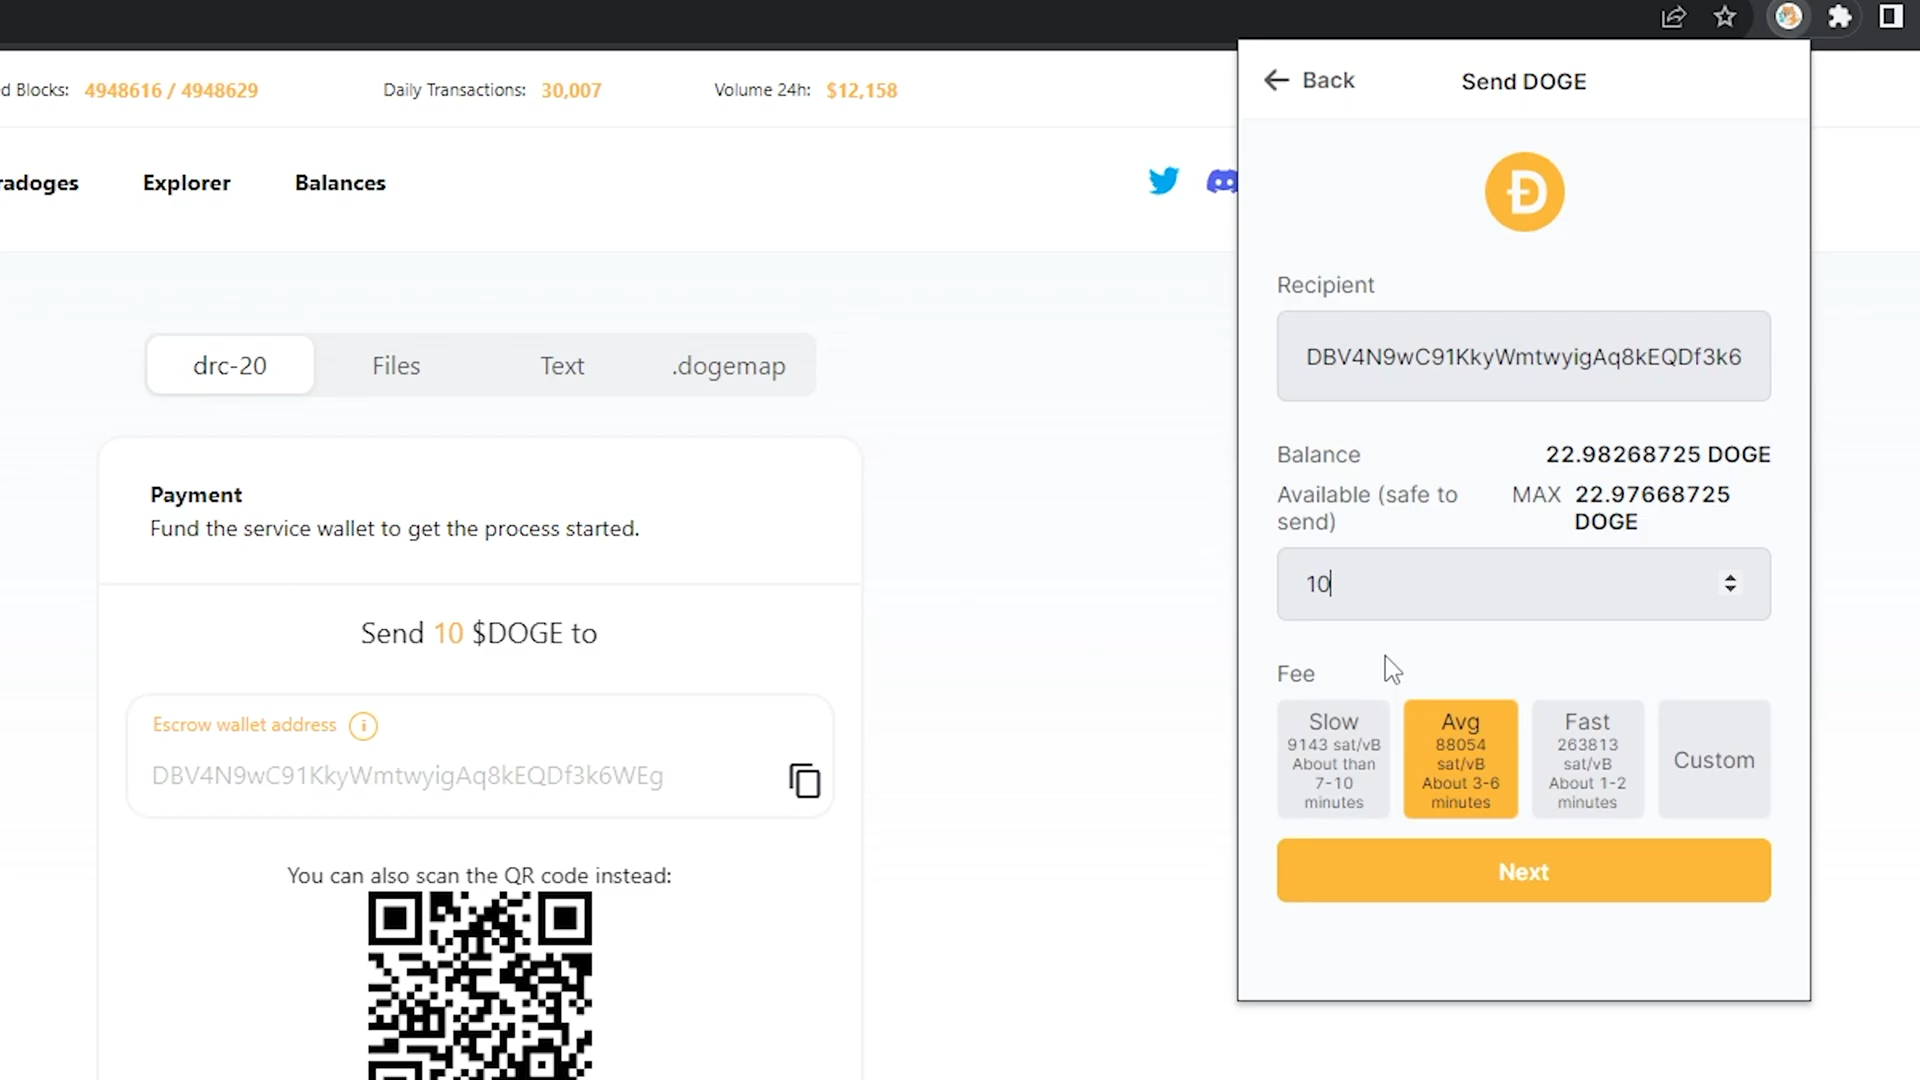 d Blocks: 4948616 / 4948629 Daily Transactions: 30,007 Volume 24h: $12,158
radoges Explorer Balances
drc-20 Files Text .dogemap
Payment
Fund the service wallet to get the process started.
Send 10 $DOGE to
Escrow wallet address i
DBV4N9wC91KkyWmtwyigAq8kEQDf3k6WEg
You can also scan the QR code instead:
Back Send DOGE
Ð
Recipient
DBV4N9wC91KkyWmtwyigAq8kEQDf3k6
Balance 22.98268725 DOGE
Available (safe to MAX 22.97668725
send) DOGE
10
Fee
Slow
9143 sat/vB
About than
7-10
minutes
Avg
88054
sat/vB
About 3-6
minutes
Fast
263813
sat/vB
About 1-2
minutes
Custom
Next